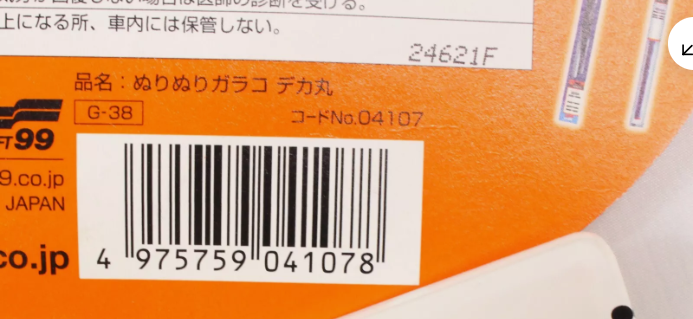 上になる所、車内には保管しない。
24621F
品名：ぬりぬりガラコ デカ丸
G-38
コードNo.04107
99
9.co.jp
JAPAN
co.jp
4 975759 041078